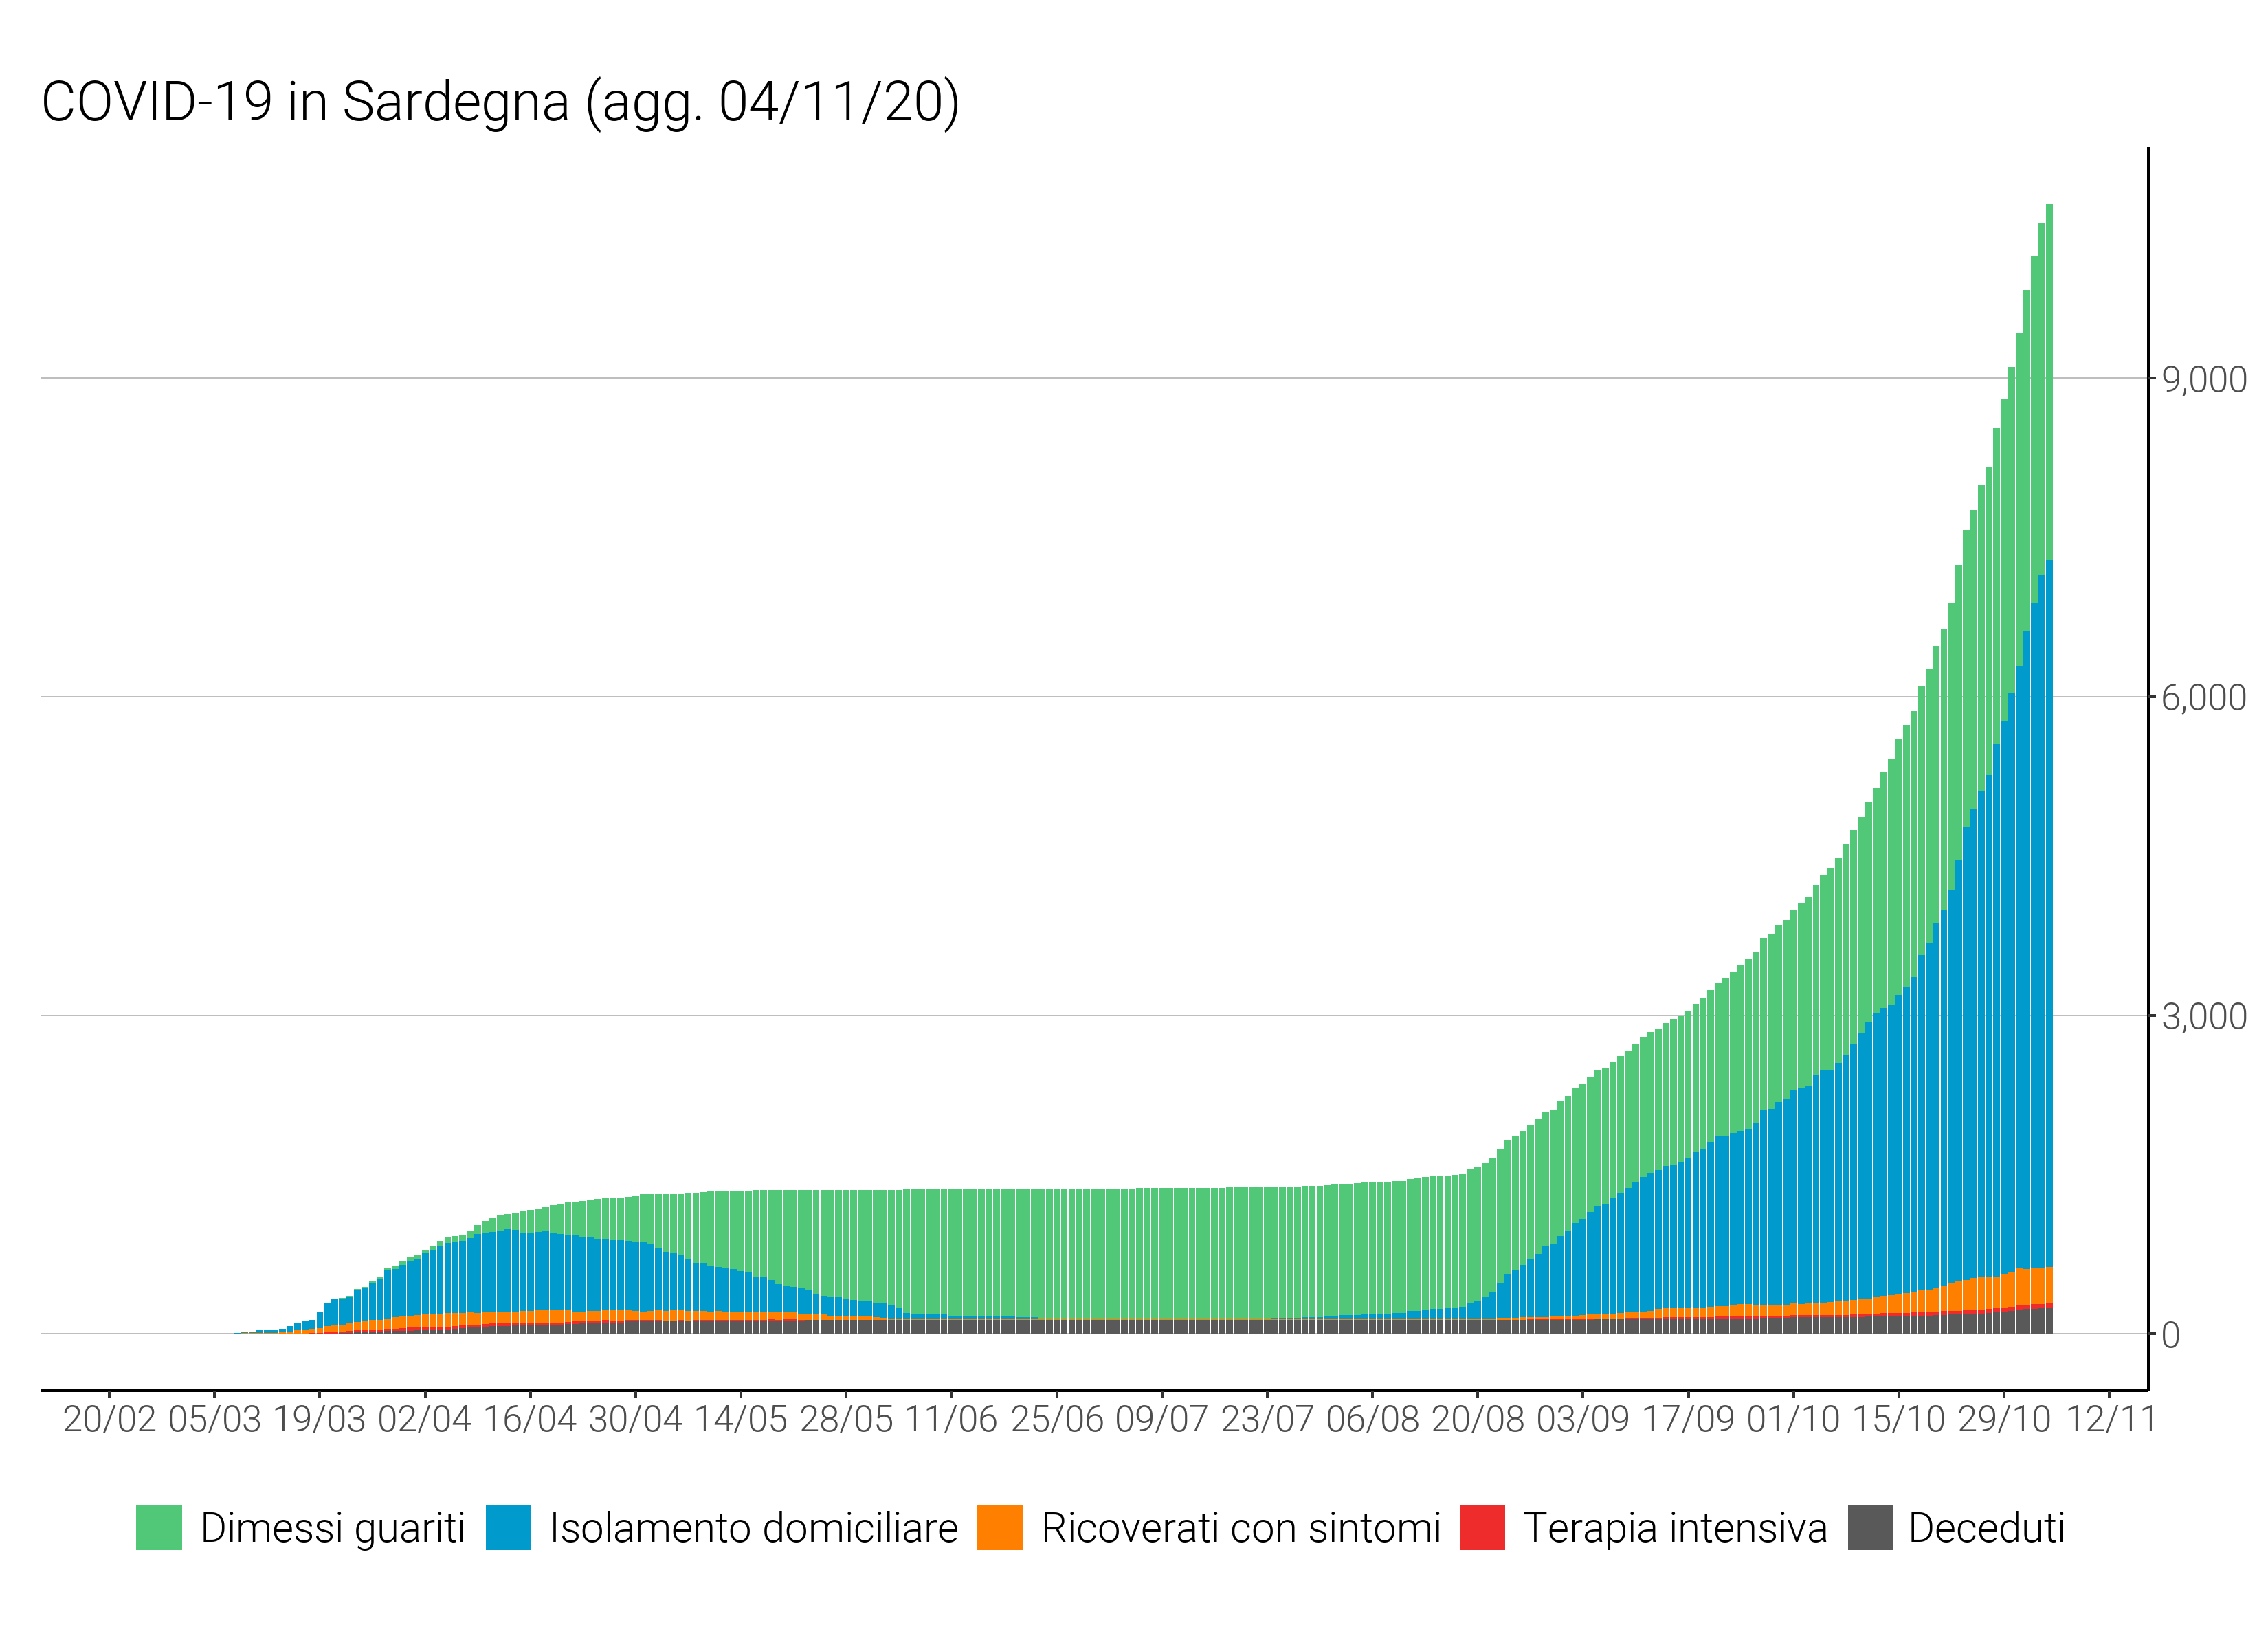 COVID-19 in Sardegna (agg. 04/11/20)
9,000
6,000
3,000
0
20/02 05/03 19/03 02/04 16/04 30/04 14/05 28/05 11/06 25/06 09/07 23/07 06/08 20/08 03/09 17/09 01/10 15/10 29/10 12/11
Dimessi guariti Isolamento domiciliare Ricoverati con sintomi Terapia intensiva Deceduti